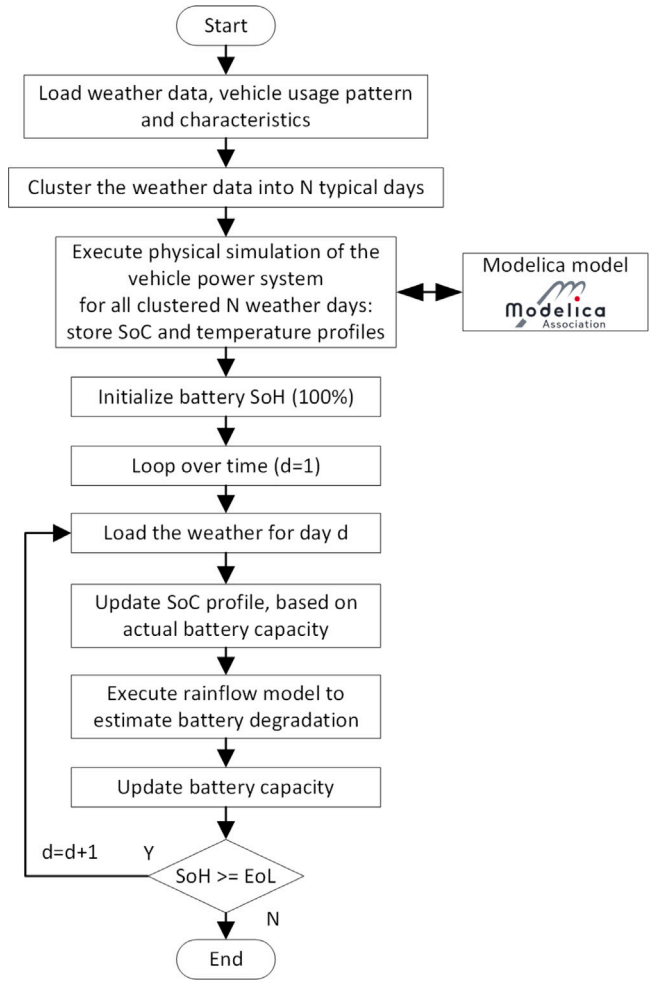 Start
Load weather data, vehicle usage pattern
and characteristics
Cluster the weather data into N typical days
Execute physical simulation of the
vehicle power system
for all clustered N weather days:
store SoC and temperature profiles
Modelica model
Modelica
Association
Initialize battery SoH (100%)
Loop over time (d=1)
Load the weather for day d
Update SoC profile, based on
actual battery capacity
Execute rainflow model to
estimate battery degradation
Update battery capacity
d=d+1
Y
SoH >= EoL
N
End